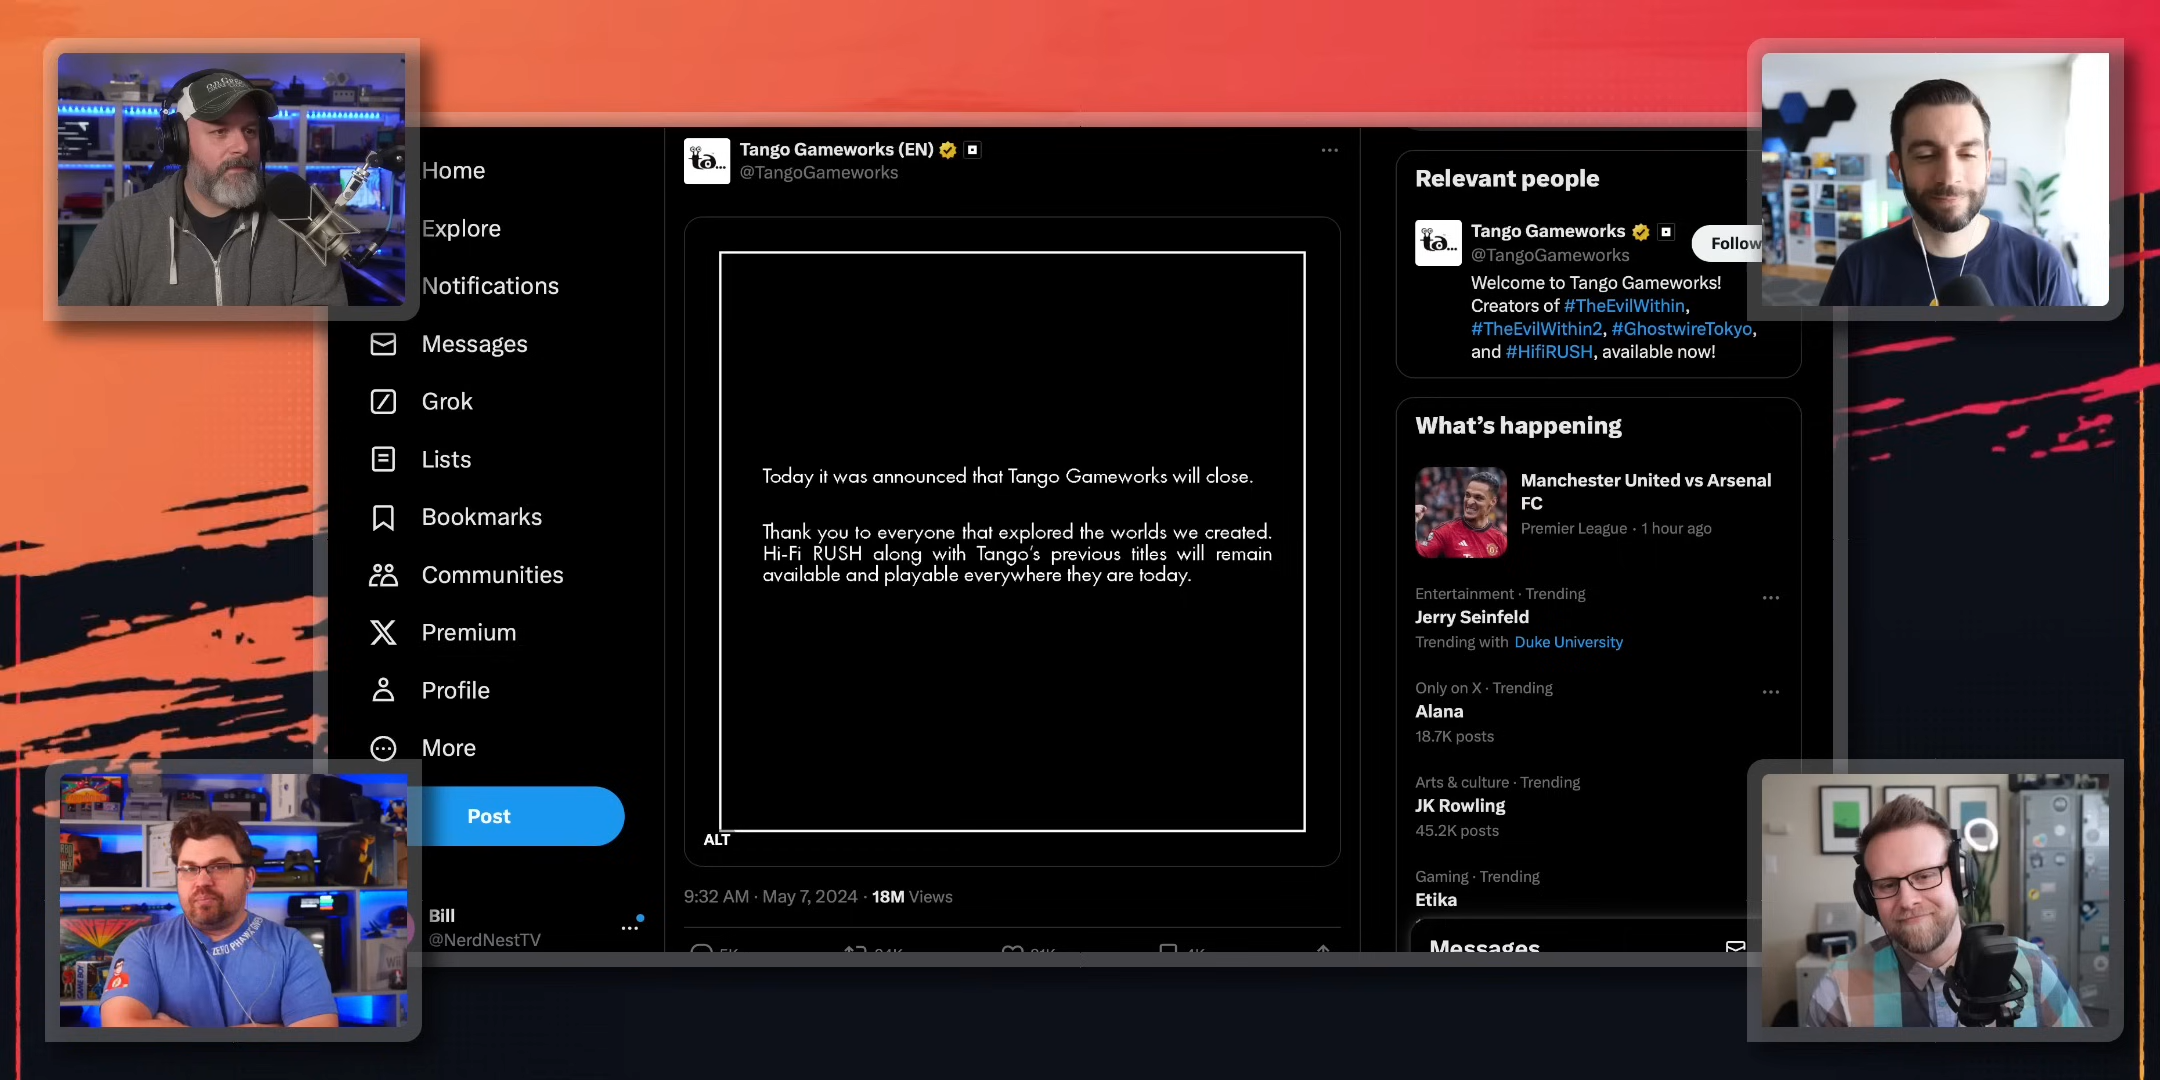 Home
Explore
Notifications
Messages
Grok
Lists
Bookmarks
Communities
Premium
Profile
More
Post
Bill
@NerdNestTV
Tango Gameworks (EN)
@TangoGameworks
Today it was announced that Tango Gameworks will close.
Thank you to everyone that explored the worlds we created.
Hi-Fi RUSH along with Tango's previous titles will remain
available and playable everywhere they are today.
ALT
9:32 AM · May 7, 2024 · 18M Views
Relevant people
Tango Gameworks
@TangoGameworks
Follow
Welcome to Tango Gameworks!
Creators of #TheEvilWithin,
#TheEvilWithin2, #GhostwireTokyo,
and #HifiRUSH, available now!
What's happening
Manchester United vs Arsenal
FC
Premier League · 1 hour ago
Entertainment · Trending
Jerry Seinfeld
Trending with Duke University
Only on X · Trending
Alana
18.7K posts
Arts & culture · Trending
JK Rowling
45.2K posts
Gaming · Trending
Etika
Messages